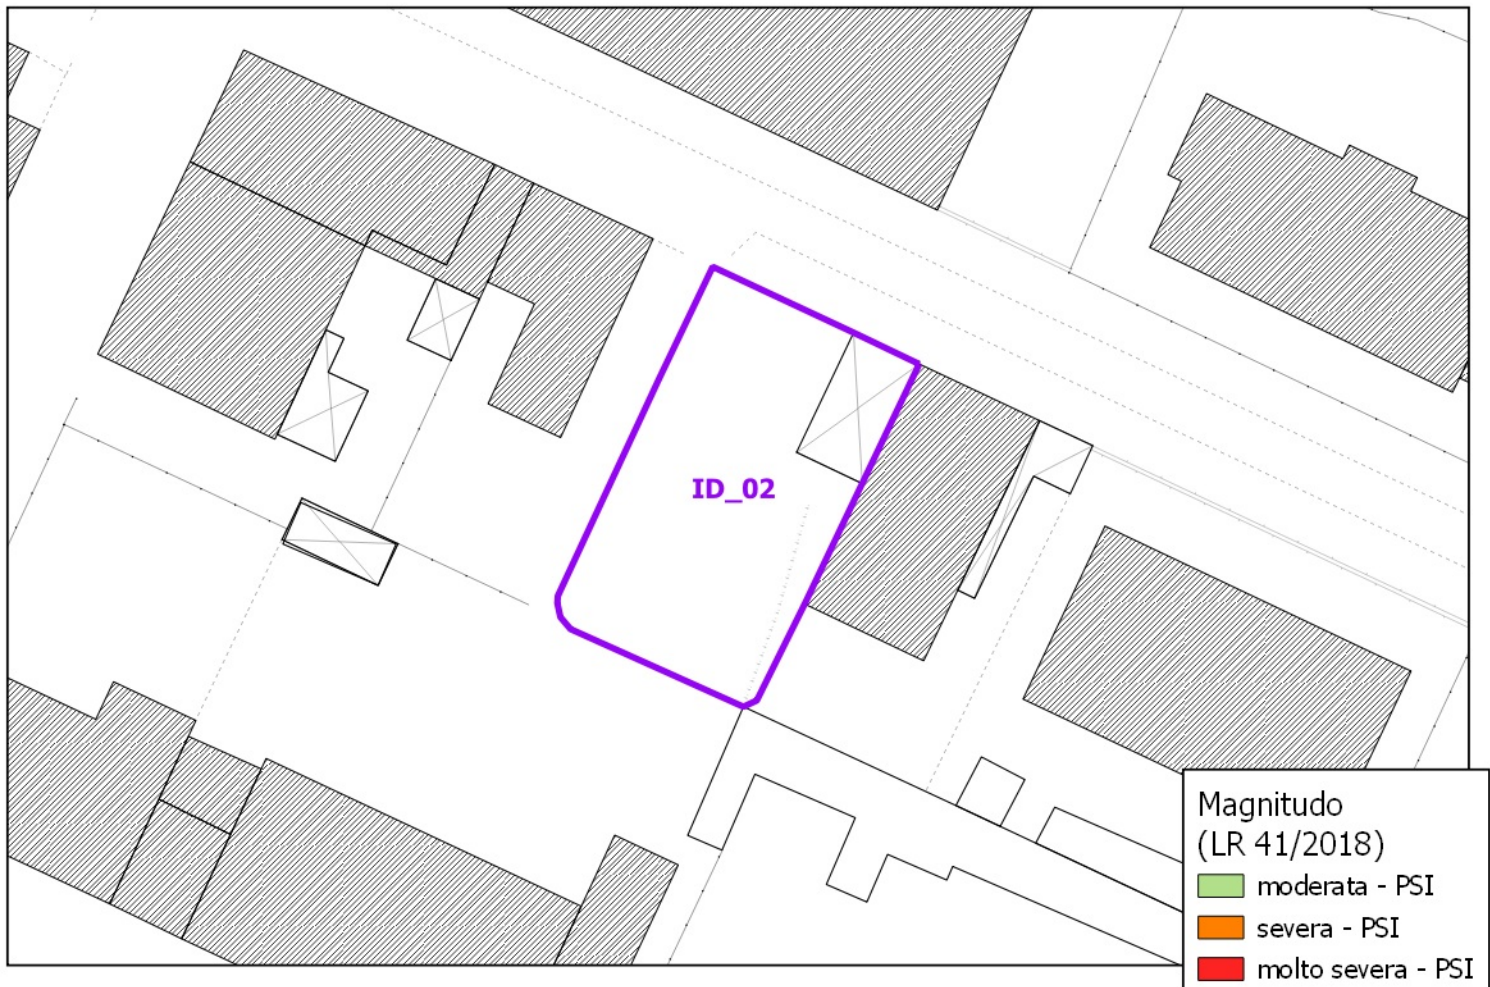 ID_02
Magnitudo
(LR 41/2018)
moderata - PSI
severa - PSI
molto severa - PSI